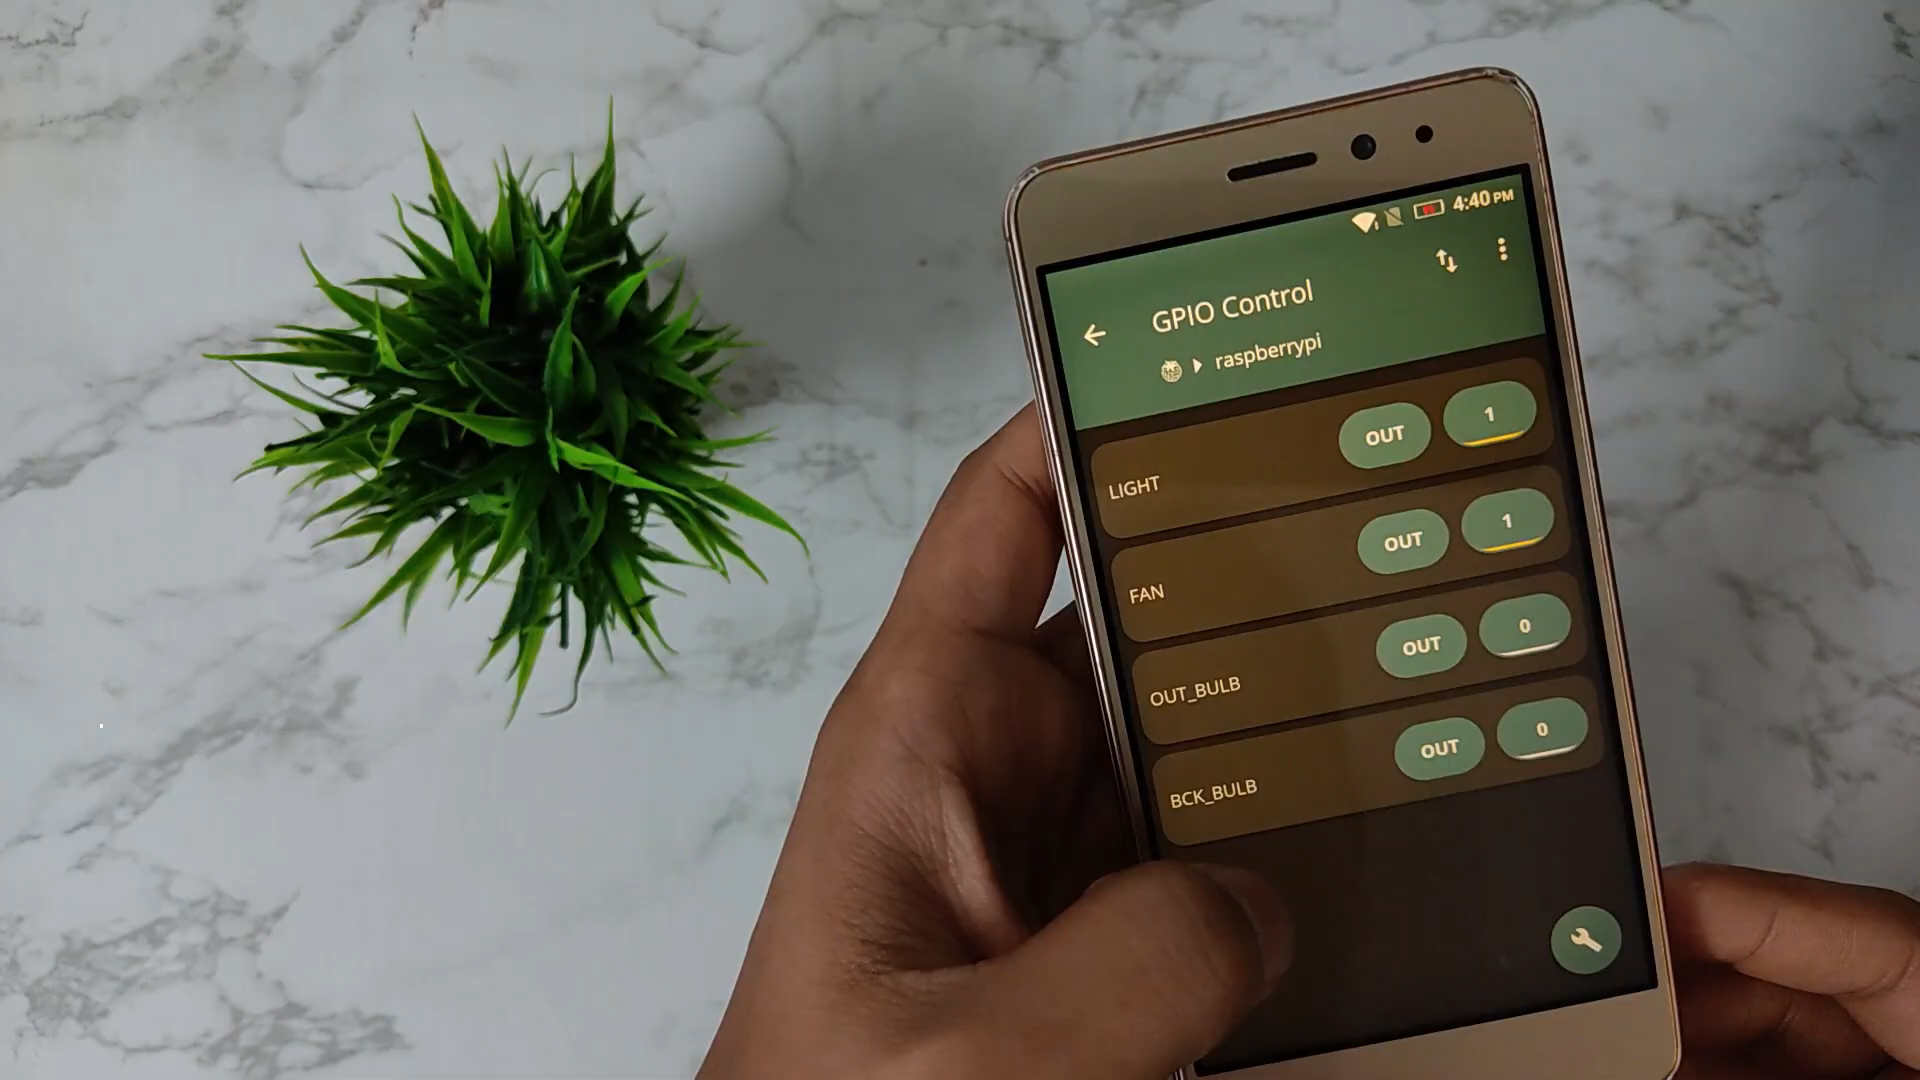 4:40 PM
GPIO Control
raspberrypi
LIGHT OUT 1
FAN OUT 1
OUT_BULB OUT 0
BCK_BULB OUT 0